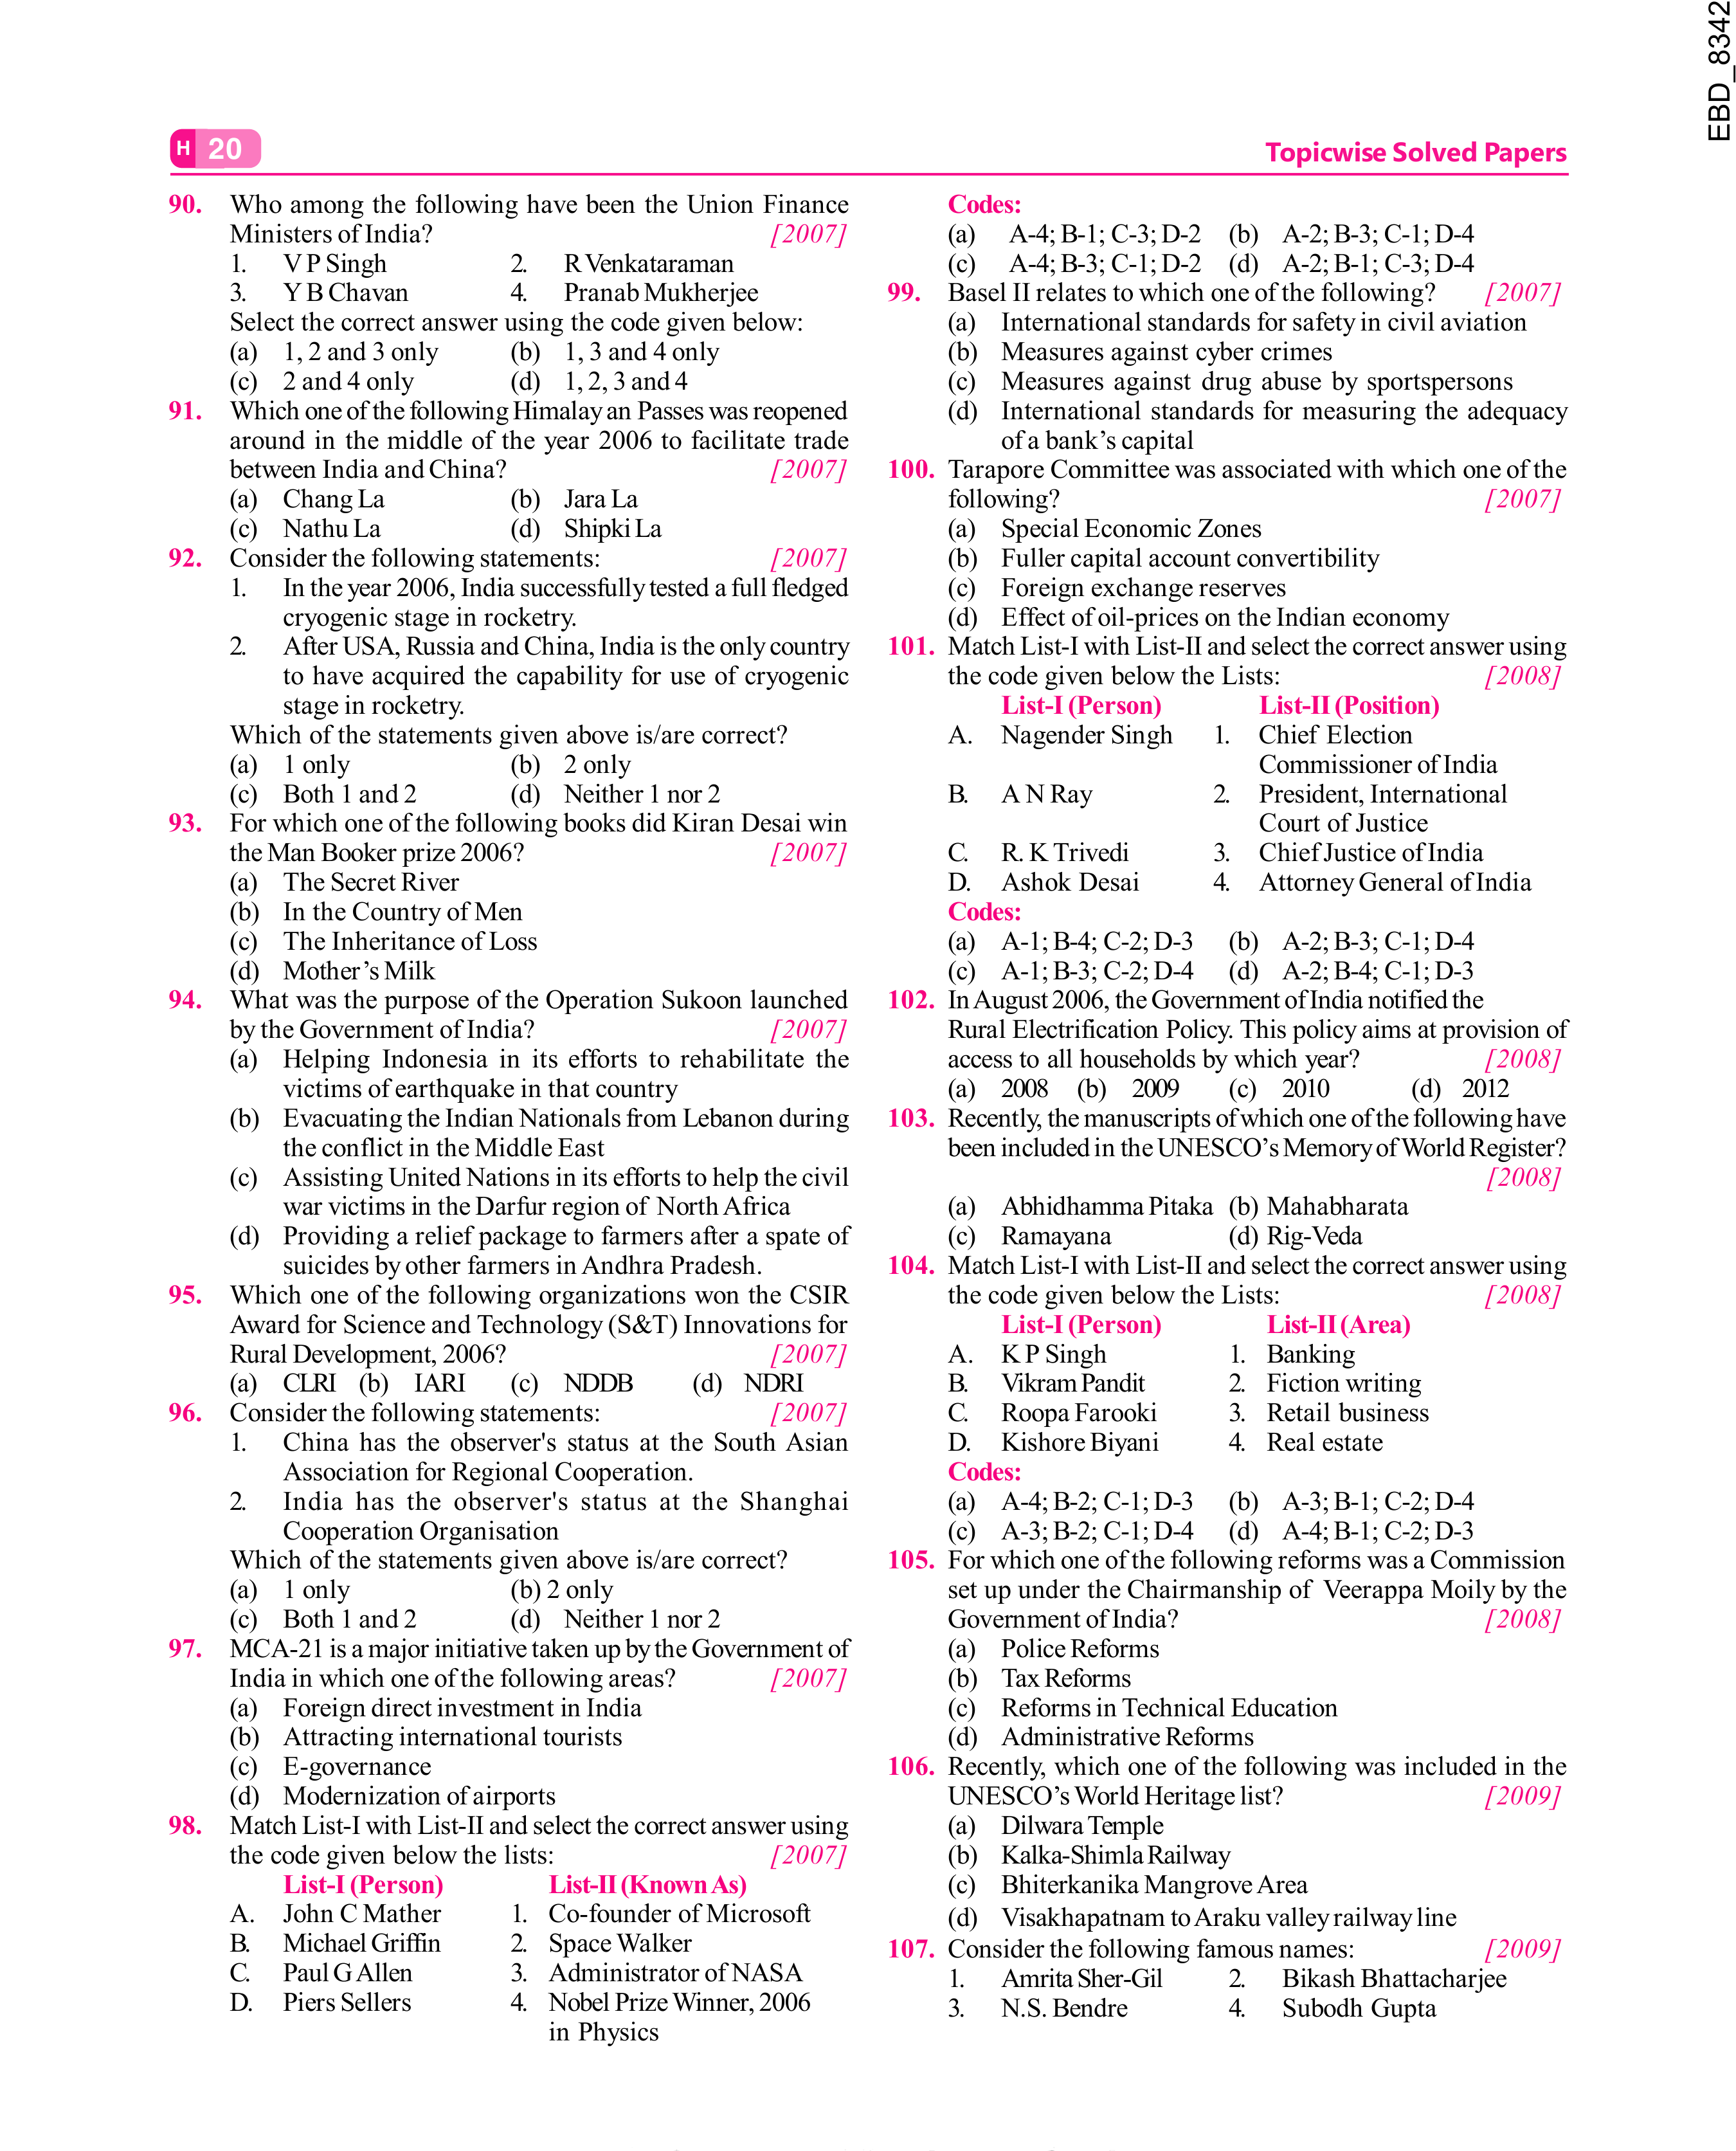 EBD_8342
H 20
Topicwise Solved Papers
90. Who among the following have been the Union Finance
Ministers of India? [2007]
1. V P Singh 2. R Venkataraman
3. Y B Chavan 4. Pranab Mukherjee
Select the correct answer using the code given below:
(a) 1, 2 and 3 only (b) 1, 3 and 4 only
(c) 2 and 4 only (d) 1, 2, 3 and 4
91. Which one of the following Himalayan Passes was reopened
around in the middle of the year 2006 to facilitate trade
between India and China? [2007]
(a) Chang La (b) Jara La
(c) Nathu La (d) Shipki La
92. Consider the following statements: [2007]
1. In the year 2006, India successfully tested a full fledged
cryogenic stage in rocketry.
2. After USA, Russia and China, India is the only country
to have acquired the capability for use of cryogenic
stage in rocketry.
Which of the statements given above is/are correct?
(a) 1 only (b) 2 only
(c) Both 1 and 2 (d) Neither 1 nor 2
93. For which one of the following books did Kiran Desai win
the Man Booker prize 2006? [2007]
(a) The Secret River
(b) In the Country of Men
(c) The Inheritance of Loss
(d) Mother's Milk
94. What was the purpose of the Operation Sukoon launched
by the Government of India? [2007]
(a) Helping Indonesia in its efforts to rehabilitate the
victims of earthquake in that country
(b) Evacuating the Indian Nationals from Lebanon during
the conflict in the Middle East
(c) Assisting United Nations in its efforts to help the civil
war victims in the Darfur region of North Africa
(d) Providing a relief package to farmers after a spate of
suicides by other farmers in Andhra Pradesh.
95. Which one of the following organizations won the CSIR
Award for Science and Technology (S&T) Innovations for
Rural Development, 2006? [2007]
(a) CLRI (b) IARI (c) NDDB (d) NDRI
96. Consider the following statements: [2007]
1. China has the observer's status at the South Asian
Association for Regional Cooperation.
2. India has the observer's status at the Shanghai
Cooperation Organisation
Which of the statements given above is/are correct?
(a) 1 only (b) 2 only
(c) Both 1 and 2 (d) Neither 1 nor 2
97. MCA-21 is a major initiative taken up by the Government of
India in which one of the following areas? [2007]
(a) Foreign direct investment in India
(b) Attracting international tourists
(c) E-governance
(d) Modernization of airports
98. Match List-I with List-II and select the correct answer using
the code given below the lists: [2007]
List-I (Person) List-II (Known As)
A. John C Mather 1. Co-founder of Microsoft
B. Michael Griffin 2. Space Walker
C. Paul G Allen 3. Administrator of NASA
D. Piers Sellers 4. Nobel Prize Winner, 2006
in Physics
Codes:
(a) A-4; B-1; C-3; D-2 (b) A-2; B-3; C-1; D-4
(c) A-4; B-3; C-1; D-2 (d) A-2; B-1; C-3; D-4
99. Basel II relates to which one of the following? [2007]
(a) International standards for safety in civil aviation
(b) Measures against cyber crimes
(c) Measures against drug abuse by sportspersons
(d) International standards for measuring the adequacy
of a bank's capital
100. Tarapore Committee was associated with which one of the
following? [2007]
(a) Special Economic Zones
(b) Fuller capital account convertibility
(c) Foreign exchange reserves
(d) Effect of oil-prices on the Indian economy
101. Match List-I with List-II and select the correct answer using
the code given below the Lists: [2008]
List-I (Person) List-II (Position)
A. Nagender Singh 1. Chief Election
Commissioner of India
B. A N Ray 2. President, International
Court of Justice
C. R. K Trivedi 3. Chief Justice of India
D. Ashok Desai 4. Attorney General of India
Codes:
(a) A-1; B-4; C-2; D-3 (b) A-2; B-3; C-1; D-4
(c) A-1; B-3; C-2; D-4 (d) A-2; B-4; C-1; D-3
102. In August 2006, the Government of India notified the
Rural Electrification Policy. This policy aims at provision of
access to all households by which year? [2008]
(a) 2008 (b) 2009 (c) 2010 (d) 2012
103. Recently, the manuscripts of which one of the following have
been included in the UNESCO's Memory of World Register?
[2008]
(a) Abhidhamma Pitaka (b) Mahabharata
(c) Ramayana (d) Rig-Veda
104. Match List-I with List-II and select the correct answer using
the code given below the Lists: [2008]
List-I (Person) List-II (Area)
A. K P Singh 1. Banking
B. Vikram Pandit 2. Fiction writing
C. Roopa Farooki 3. Retail business
D. Kishore Biyani 4. Real estate
Codes:
(a) A-4; B-2; C-1; D-3 (b) A-3; B-1; C-2; D-4
(c) A-3; B-2; C-1; D-4 (d) A-4; B-1; C-2; D-3
105. For which one of the following reforms was a Commission
set up under the Chairmanship of Veerappa Moily by the
Government of India? [2008]
(a) Police Reforms
(b) Tax Reforms
(c) Reforms in Technical Education
(d) Administrative Reforms
106. Recently, which one of the following was included in the
UNESCO's World Heritage list? [2009]
(a) Dilwara Temple
(b) Kalka-Shimla Railway
(c) Bhiterkanika Mangrove Area
(d) Visakhapatnam to Araku valley railway line
107. Consider the following famous names: [2009]
1. Amrita Sher-Gil 2. Bikash Bhattacharjee
3. N.S. Bendre 4. Subodh Gupta